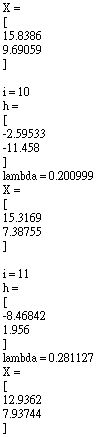 X =
[
15.8386
9.69059
]
i = 10
h =
[
-2.59533
-11.458
]
lambda = 0.200999
X =
[
15.3169
7.38755
]
i = 11
h =
[
-8.46842
1.956
]
lambda = 0.281127
X =
[
12.9362
7.93744
]